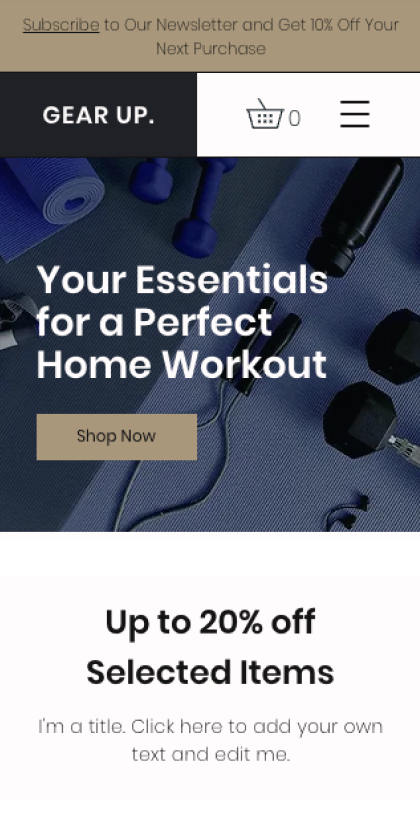 Subscribe to Our Newsletter and Get 10% Off Your
Next Purchase
GEAR UP.
0
Your Essentials
for a Perfect
Home Workout
Shop Now
Up to 20% off
Selected Items
I'm a title. Click here to add your own
text and edit me.